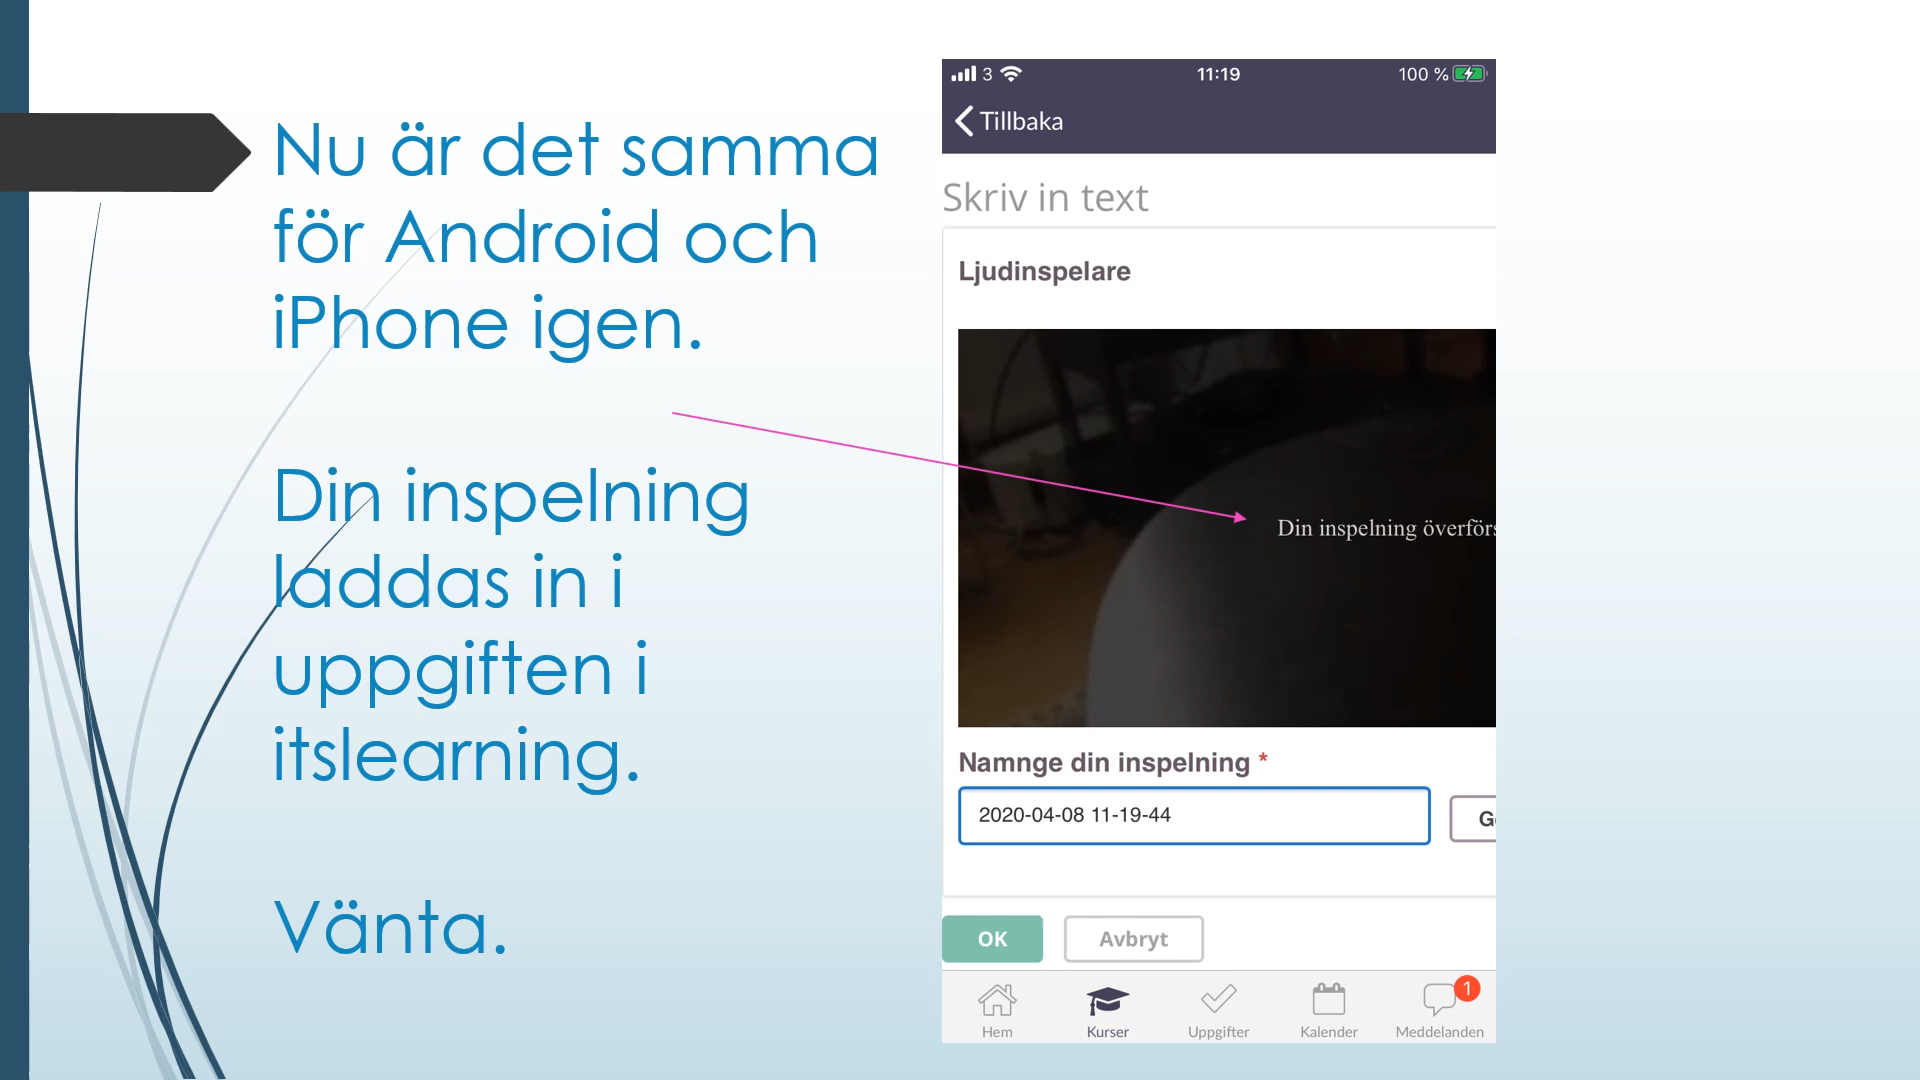 Nu är det samma
för Android och
iPhone igen.
Din inspelning
laddas in i
uppgiften i
itslearning.
Vänta.
3 11:19 100 %
Tillbaka
Skriv in text
Ljudinspelare
Din inspelning överförs
Namnge din inspelning *
2020-04-08 11-19-44
OK Avbryt
Hem Kurser Uppgifter Kalender Meddelanden
1